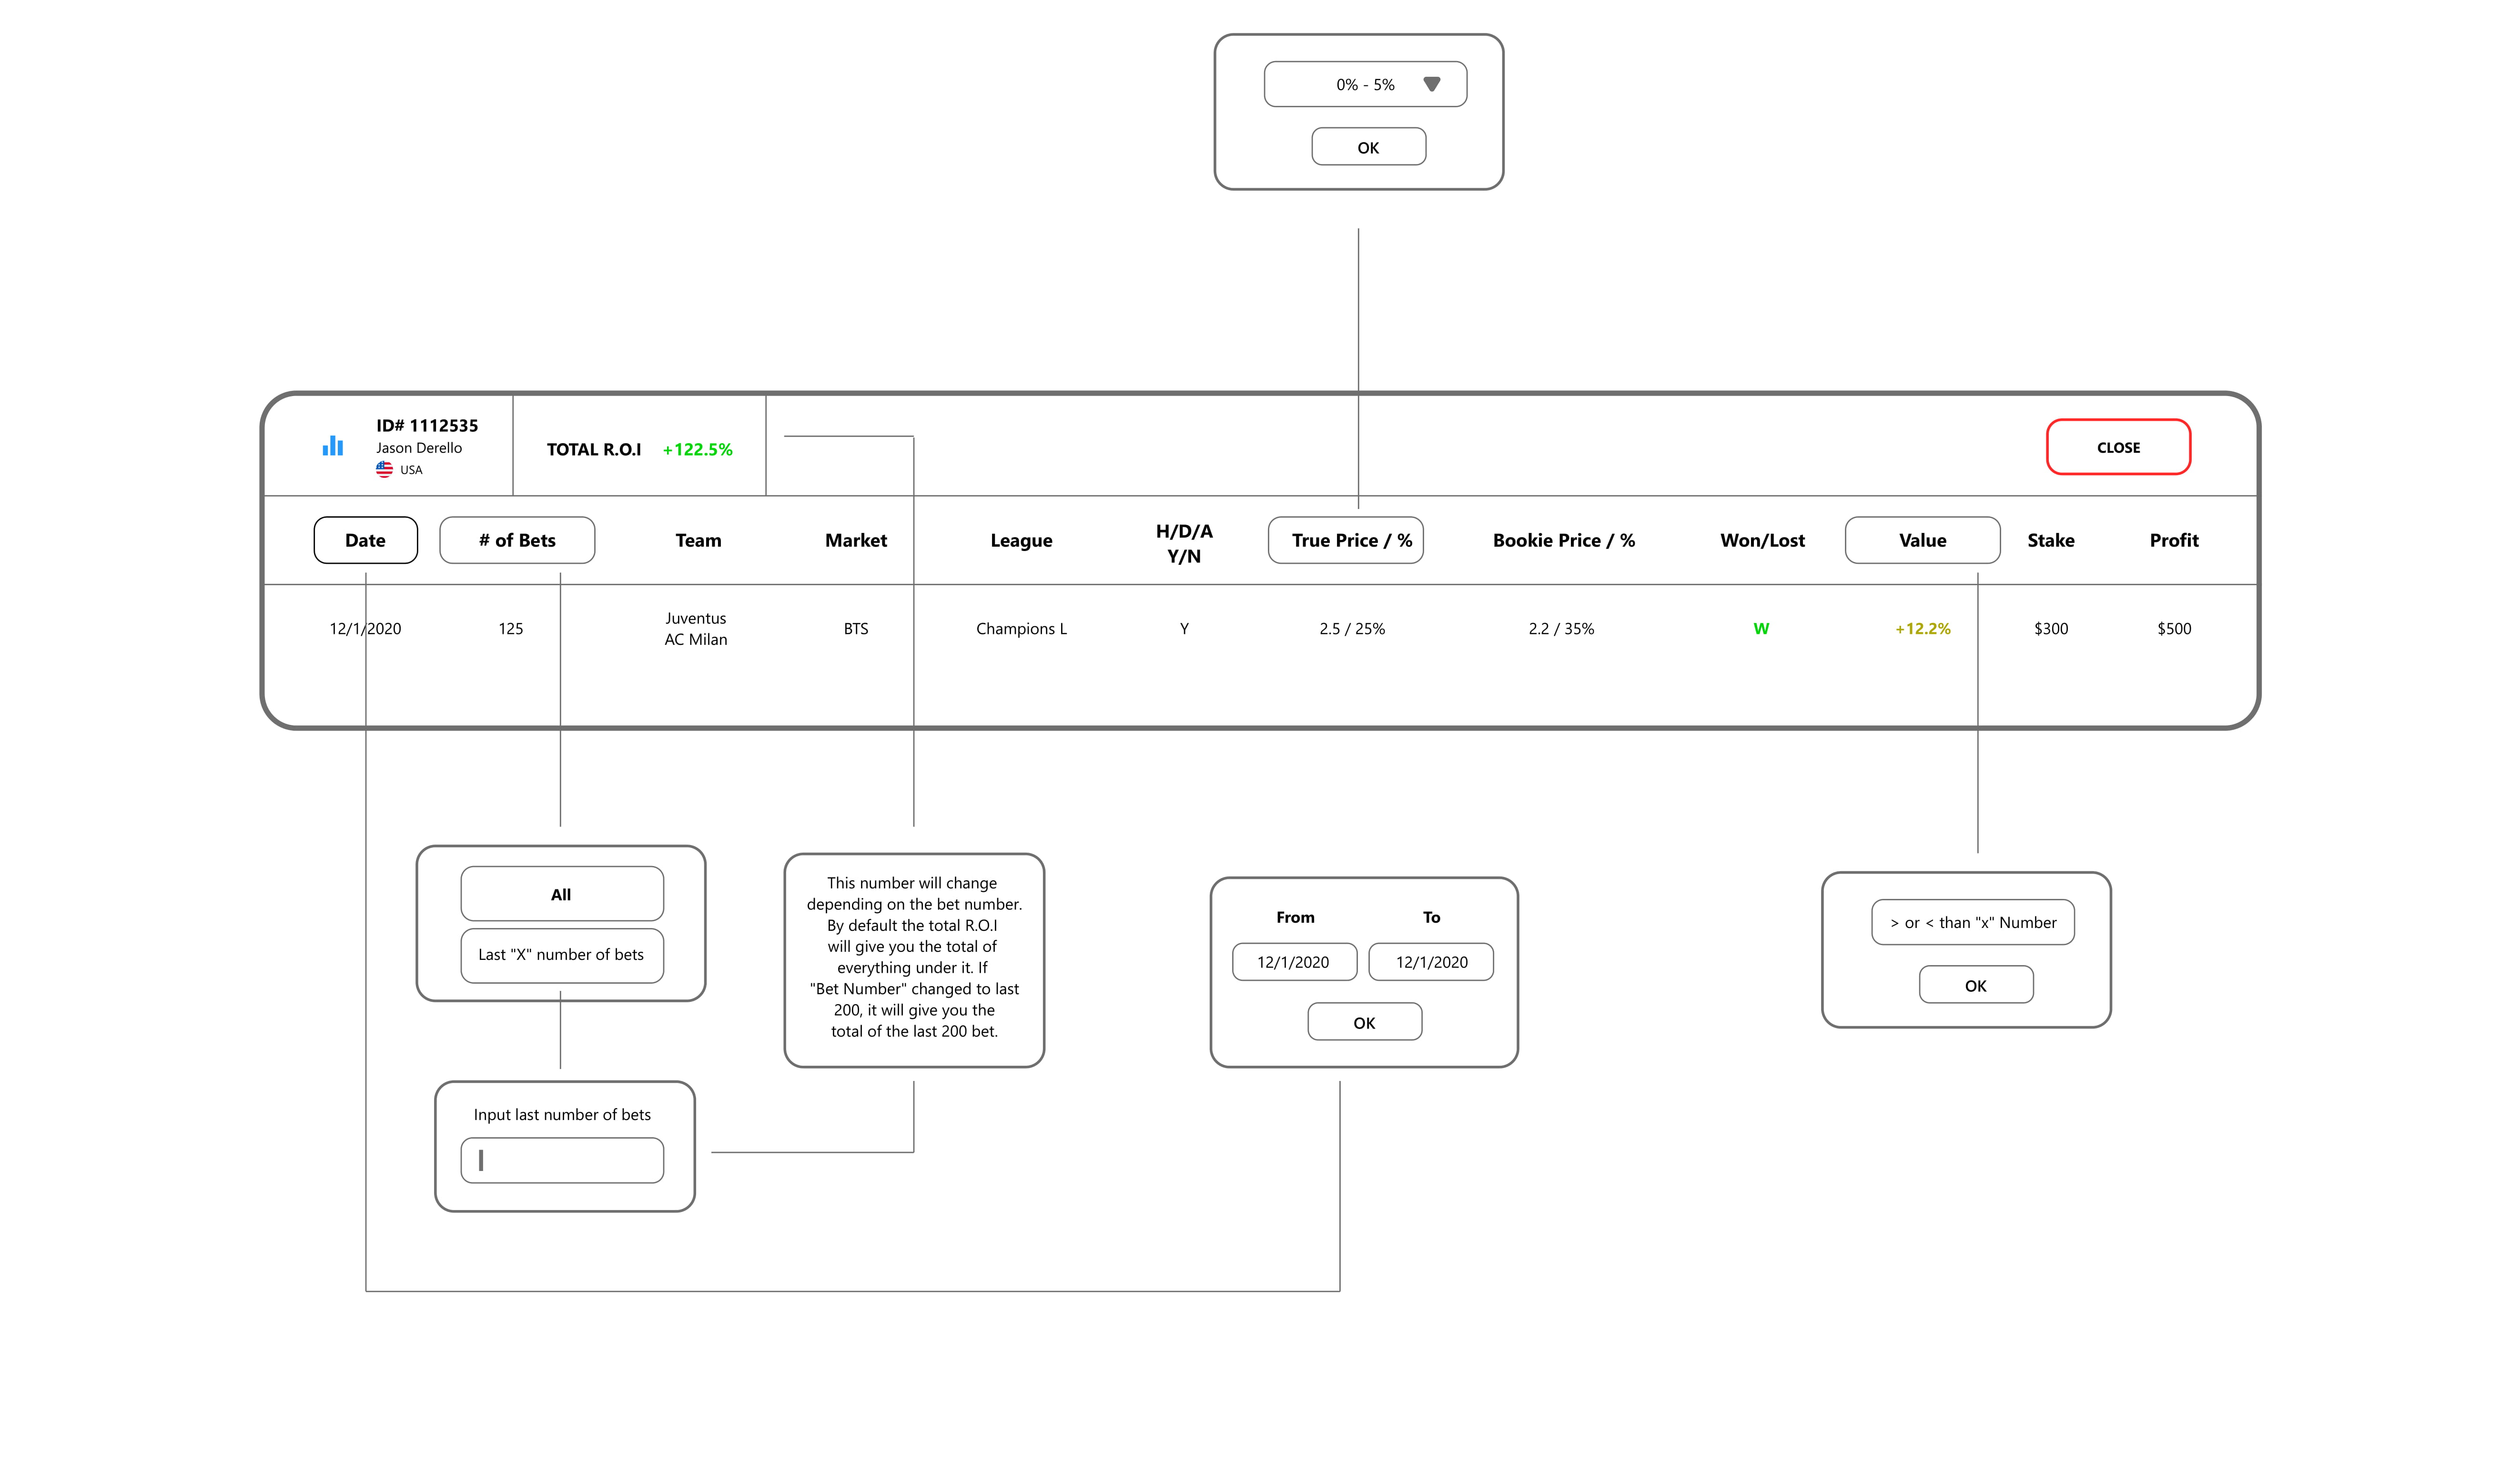 0% - 5%
OK
ID# 1112535
Jason Derello
USA
TOTAL R.O.I +122.5%
CLOSE
Date
# of Bets
Team
Market
League
H/D/A
Y/N
True Price / %
Bookie Price / %
Won/Lost
Value
Stake
Profit
12/1/2020
125
Juventus
AC Milan
BTS
Champions L
Y
2.5 / 25%
2.2 / 35%
W
+12.2%
$300
$500
All
Last "X" number of bets
Input last number of bets
This number will change
depending on the bet number.
By default the total R.O.I
will give you the total of
everything under it. If
"Bet Number" changed to last
200, it will give you the
total of the last 200 bet.
From
To
12/1/2020
12/1/2020
OK
> or < than "x" Number
OK